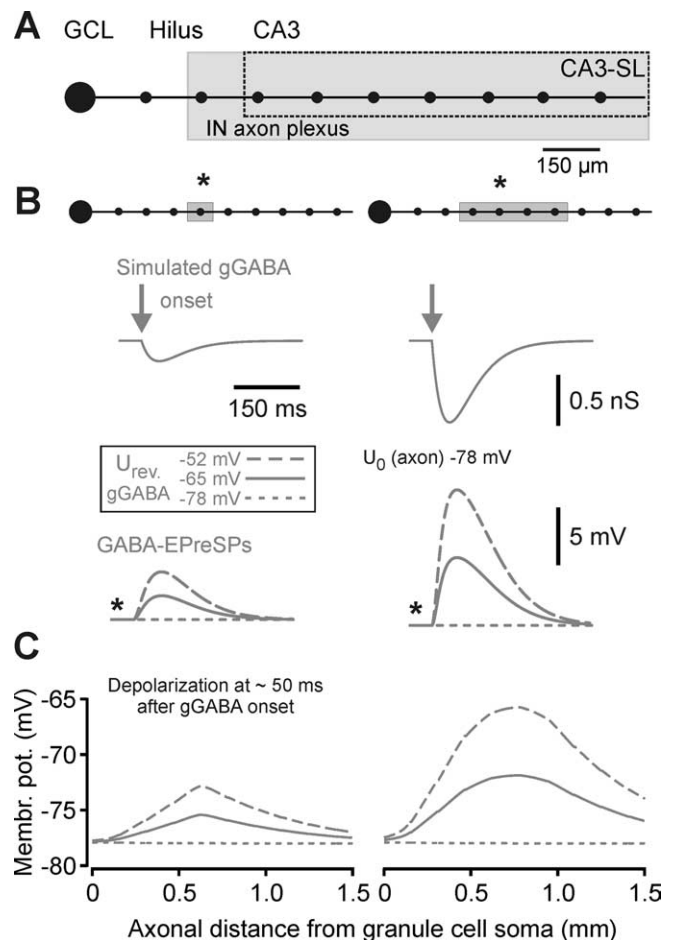 A
GCL Hilus CA3
CA3-SL
IN axon plexus
150 µm
B
* *
Simulated gGABA
onset
150 ms
0.5 nS
Urev. gGABA
-52 mV
-65 mV
-78 mV
U0 (axon) -78 mV
GABA-EPreSPs
5 mV
* *
C
Depolarization at ~ 50 ms
after gGABA onset
Membr. pot. (mV)
-65
-70
-75
-80
0 0.5 1.0 1.5 0 0.5 1.0 1.5
Axonal distance from granule cell soma (mm)